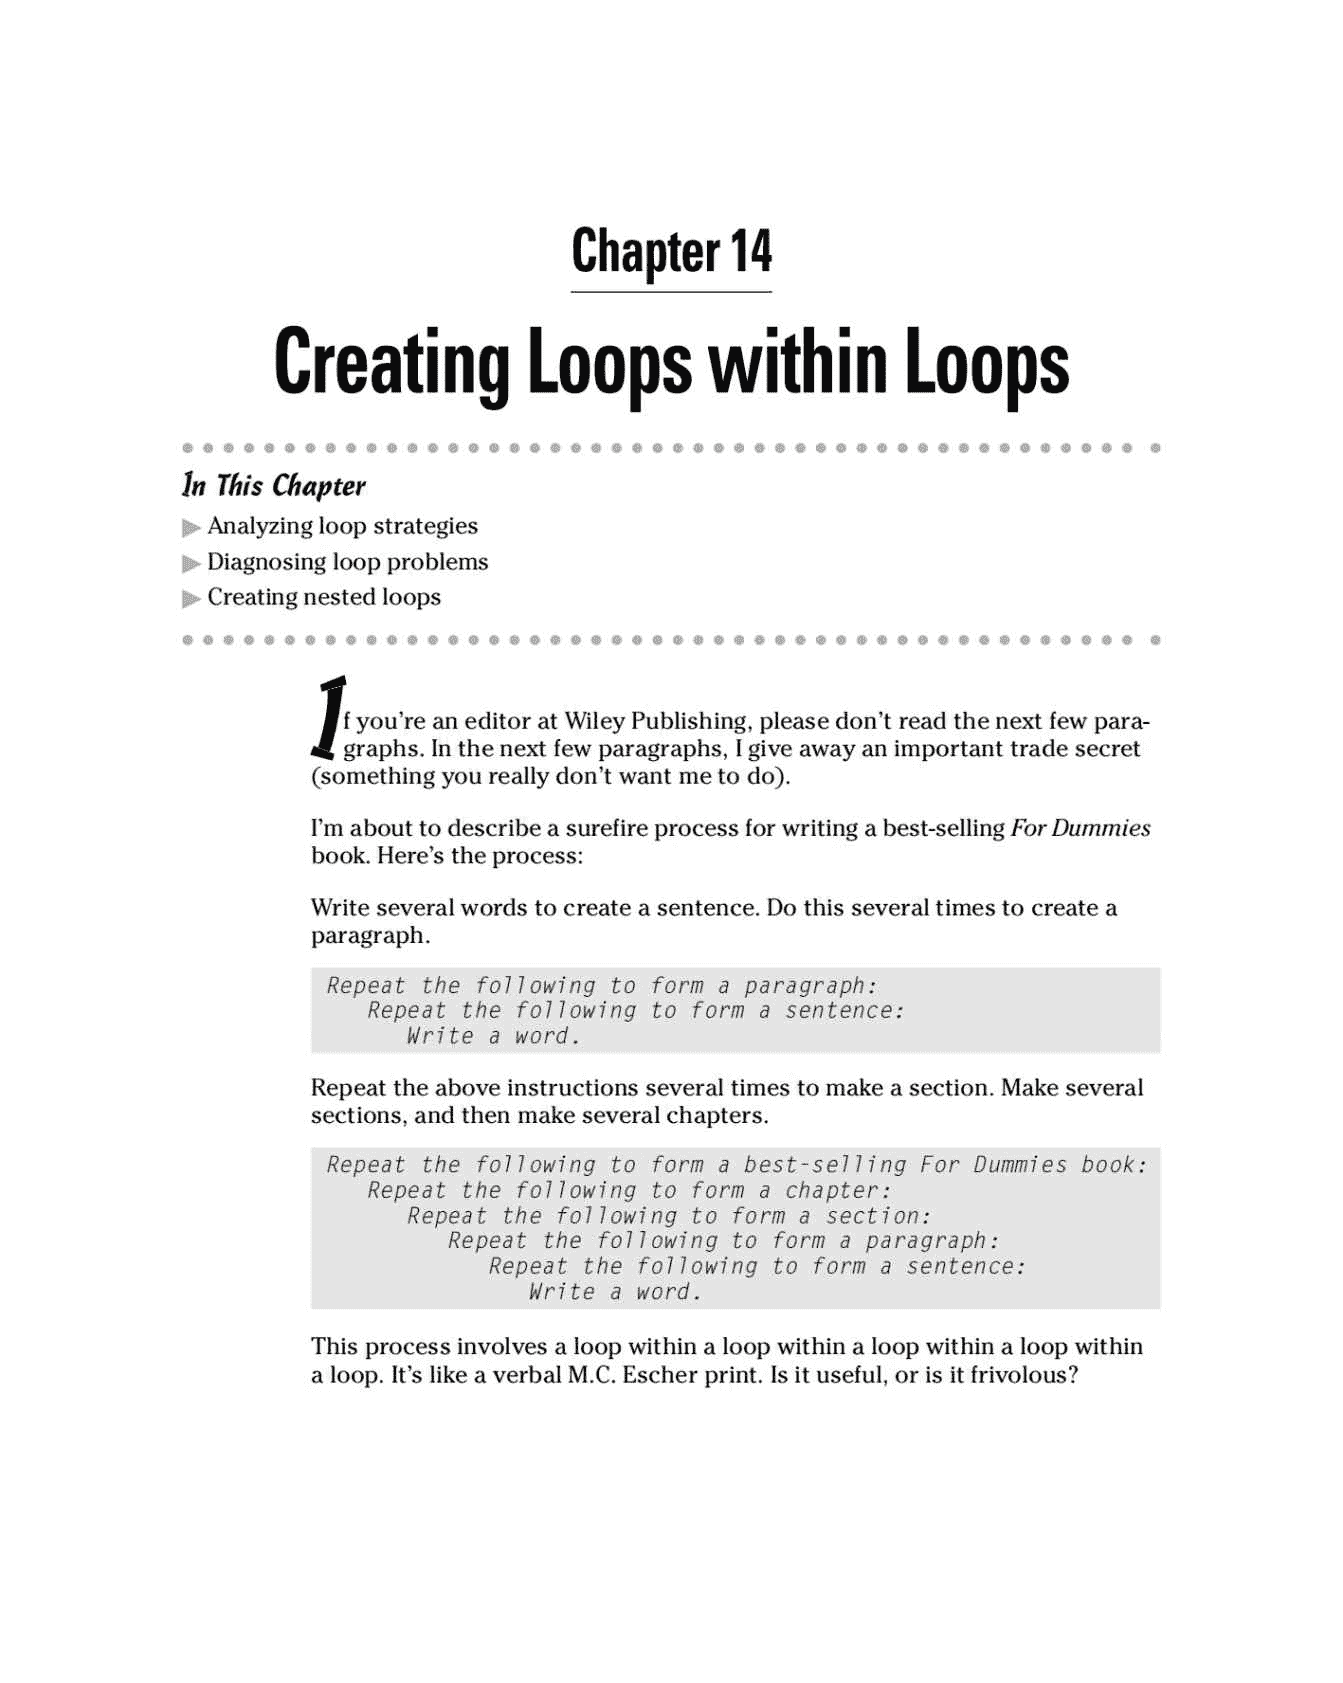 Chapter 14
Creating Loops within Loops
In This Chapter
Analyzing loop strategies
Diagnosing loop problems
Creating nested loops
If you're an editor at Wiley Publishing, please don't read the next few para-
graphs. In the next few paragraphs, I give away an important trade secret
(something you really don't want me to do).
I'm about to describe a surefire process for writing a best-selling For Dummies
book. Here's the process:
Write several words to create a sentence. Do this several times to create a
paragraph.
Repeat the following to form a paragraph:
   Repeat the following to form a sentence:
      Write a word.
Repeat the above instructions several times to make a section. Make several
sections, and then make several chapters.
Repeat the following to form a best-selling For Dummies book:
   Repeat the following to form a chapter:
      Repeat the following to form a section:
         Repeat the following to form a paragraph:
            Repeat the following to form a sentence:
               Write a word.
This process involves a loop within a loop within a loop within a loop within
a loop. It's like a verbal M.C. Escher print. Is it useful, or is it frivolous?